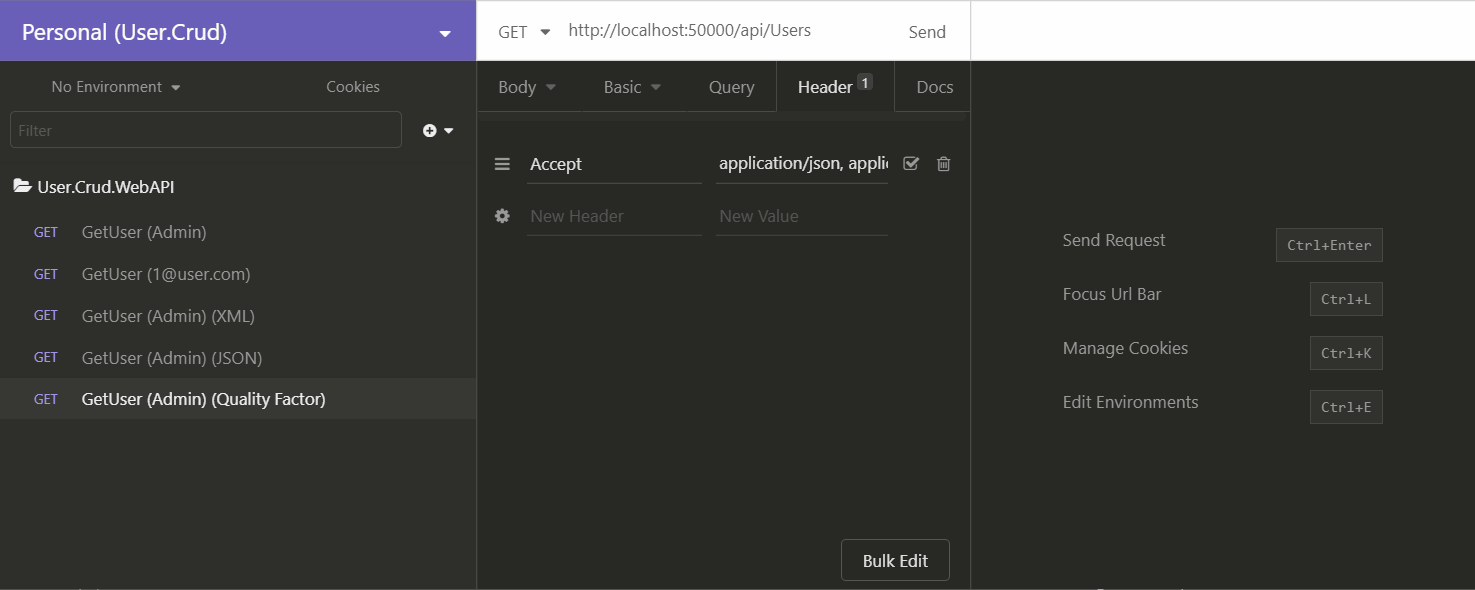 Personal (User.Crud)
GET http://localhost:50000/api/Users Send
No Environment Cookies
Filter
User.Crud.WebAPI
GET GetUser (Admin)
GET GetUser (1@user.com)
GET GetUser (Admin) (XML)
GET GetUser (Admin) (JSON)
GET GetUser (Admin) (Quality Factor)
Body Basic Query Header 1 Docs
Accept application/json, applic
New Header New Value
Bulk Edit
Send Request Ctrl+Enter
Focus Url Bar Ctrl+L
Manage Cookies Ctrl+K
Edit Environments Ctrl+E